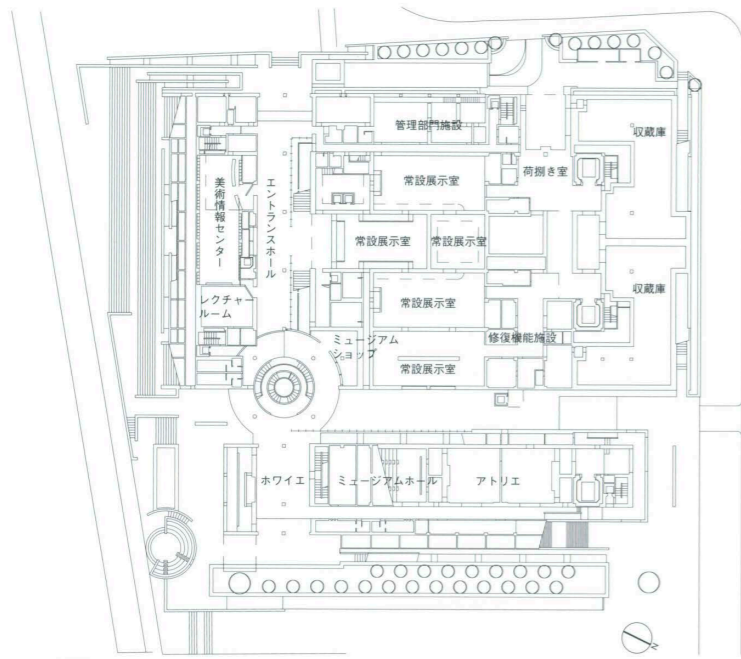 管理部門施設
収蔵庫
荷捌き室
常設展示室
美術情報センター
エントランスホール
常設展示室
常設展示室
収蔵庫
常設展示室
レクチャー
ルーム
ミュージアム
ショップ
修復機能施設
常設展示室
ホワイエ
ミュージアムホール
アトリエ
N